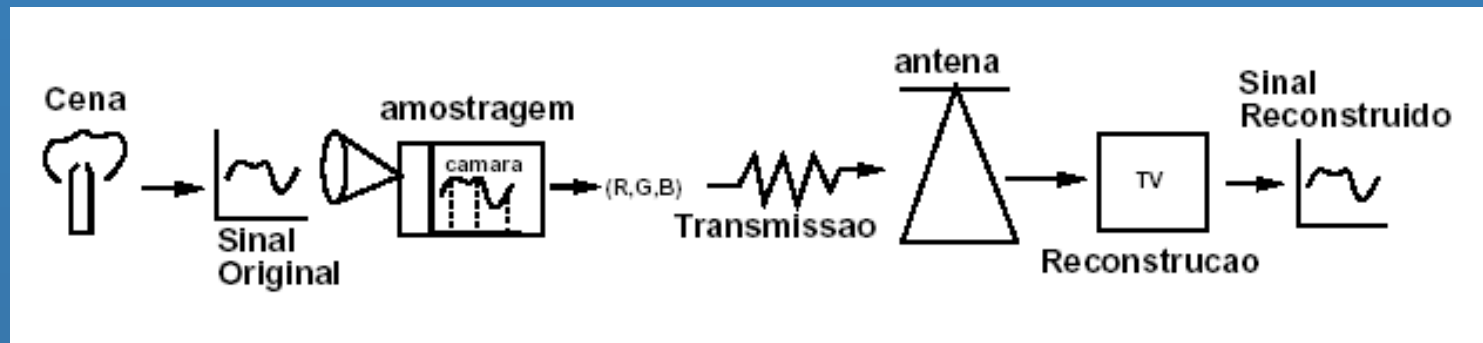 Cena
Sinal
Original
amostragem
camara
(R,G,B)
Transmissao
antena
TV
Reconstrucao
Sinal
Reconstruido